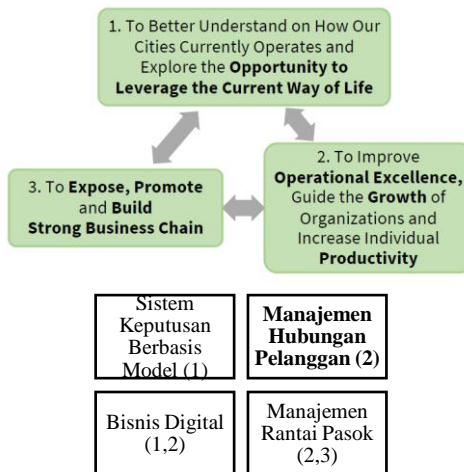 1. To Better Understand on How Our
Cities Currently Operates and
Explore the Opportunity to
Leverage the Current Way of Life
2. To Improve
Operational Excellence,
Guide the Growth of
Organizations and
Increase Individual
Productivity
3. To Expose, Promote
and Build
Strong Business Chain
Sistem
Keputusan
Berbasis
Model (1)
Manajemen
Hubungan
Pelanggan (2)
Bisnis Digital
(1,2)
Manajemen
Rantai Pasok
(2,3)